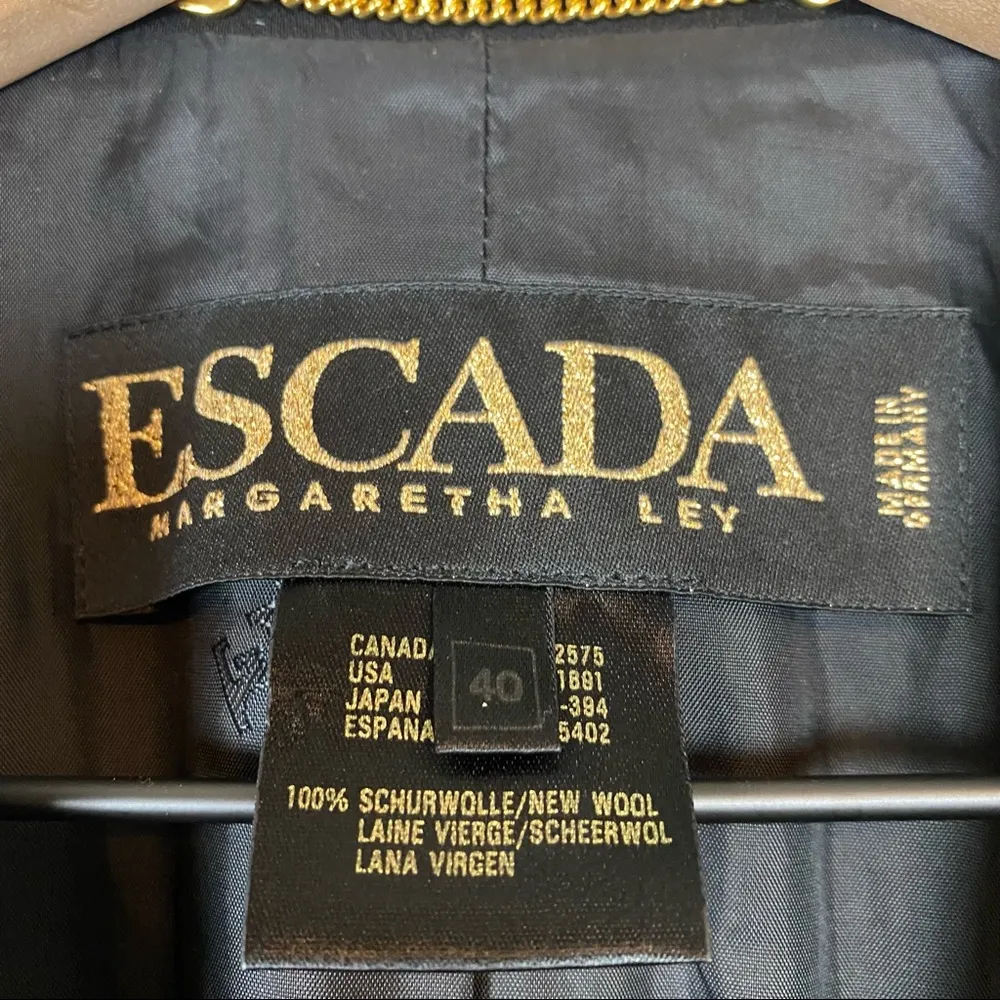 ESCADA
MARGARETHA LEY
MADE IN
GERMANY
CANADA 2575
USA 1891
JAPAN -394
ESPANA 5402
40
100% SCHURWOLLE/NEW WOOL
LAINE VIERGE/SCHEERWOL
LANA VIRGEN